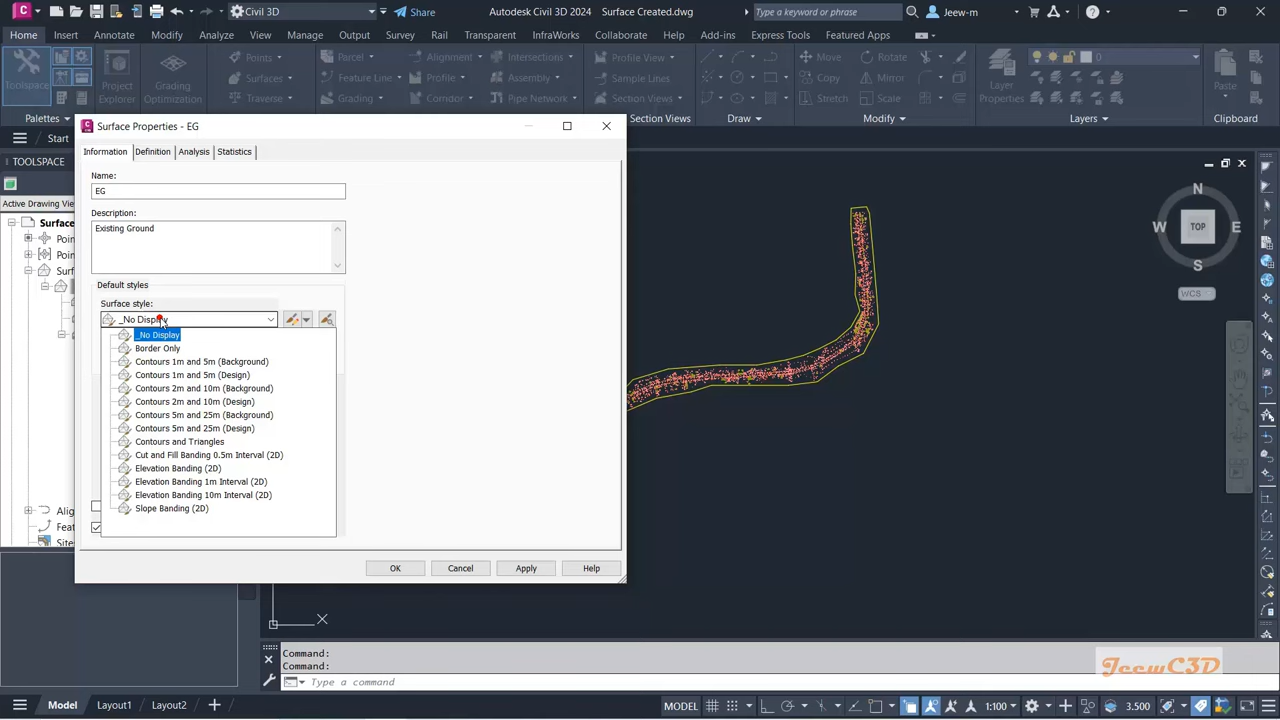 Civil 3D
Share
Autodesk Civil 3D 2024
Surface Created.dwg
Type a keyword or phrase
Jeew-m
Home
Insert
Annotate
Modify
Analyze
View
Manage
Output
Survey
Rail
Transparent
InfraWorks
Collaborate
Help
Add-ins
Express Tools
Featured Apps
Toolspace
Project Explorer
Grading Optimization
Points
Surfaces
Traverse
Parcel
Feature Line
Grading
Alignment
Profile
Corridor
Intersections
Assembly
Pipe Network
Profile View
Sample Lines
Section Views
Move
Rotate
Copy
Mirror
Stretch
Scale
Layer Properties
0
Paste
Palettes
Section Views
Draw
Modify
Layers
Clipboard
Start
TOOLSPACE
Active Drawing View
Surface
Surface Properties - EG
Information
Definition
Analysis
Statistics
Name:
EG
Description:
Existing Ground
Default styles
Surface style:
_No Display
_No Display
Border Only
Contours 1m and 5m (Background)
Contours 1m and 5m (Design)
Contours 2m and 10m (Background)
Contours 2m and 10m (Design)
Contours 5m and 25m (Background)
Contours 5m and 25m (Design)
Contours and Triangles
Cut and Fill Banding 0.5m Interval (2D)
Elevation Banding (2D)
Elevation Banding 1m Interval (2D)
Elevation Banding 10m Interval (2D)
Slope Banding (2D)
OK
Cancel
Apply
Help
N
W
TOP
E
S
WCS
X
Command:
Command:
Type a command
JeewC3D
Model
Layout1
Layout2
MODEL
1:100
3.500